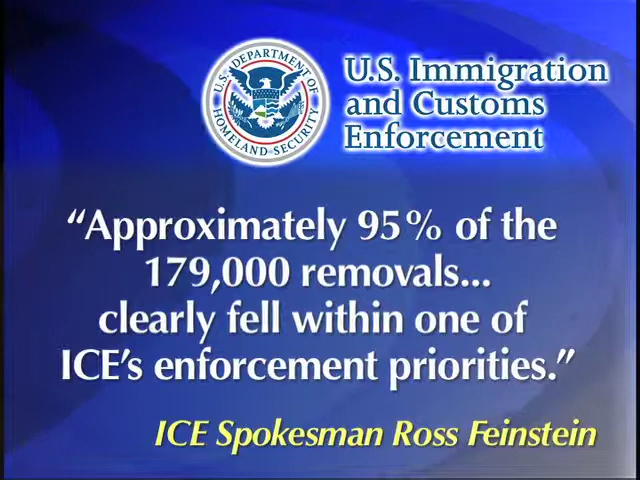 U.S. DEPARTMENT OF
HOMELAND SECURITY
U.S. Immigration
and Customs
Enforcement
“Approximately 95% of the
179,000 removals...
clearly fell within one of
ICE’s enforcement priorities.”
ICE Spokesman Ross Feinstein